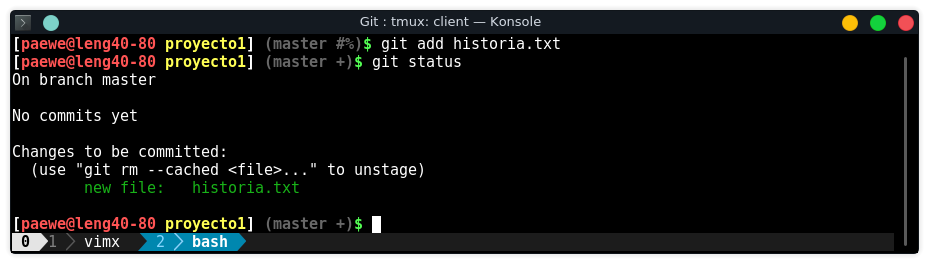 Git : tmux: client — Konsole
[paewe@leng40-80 proyecto1] (master #%)$ git add historia.txt
[paewe@leng40-80 proyecto1] (master +)$ git status
On branch master
No commits yet
Changes to be committed:
  (use "git rm --cached <file>..." to unstage)
        new file:   historia.txt
[paewe@leng40-80 proyecto1] (master +)$
0 1 vimx 2 bash